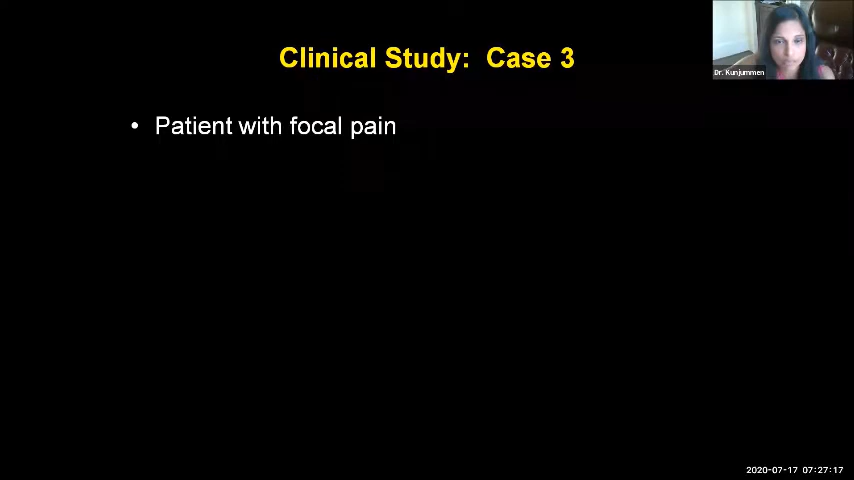 Clinical Study: Case 3
Dr. Kunjummen
• Patient with focal pain
2020-07-17 07:27:17